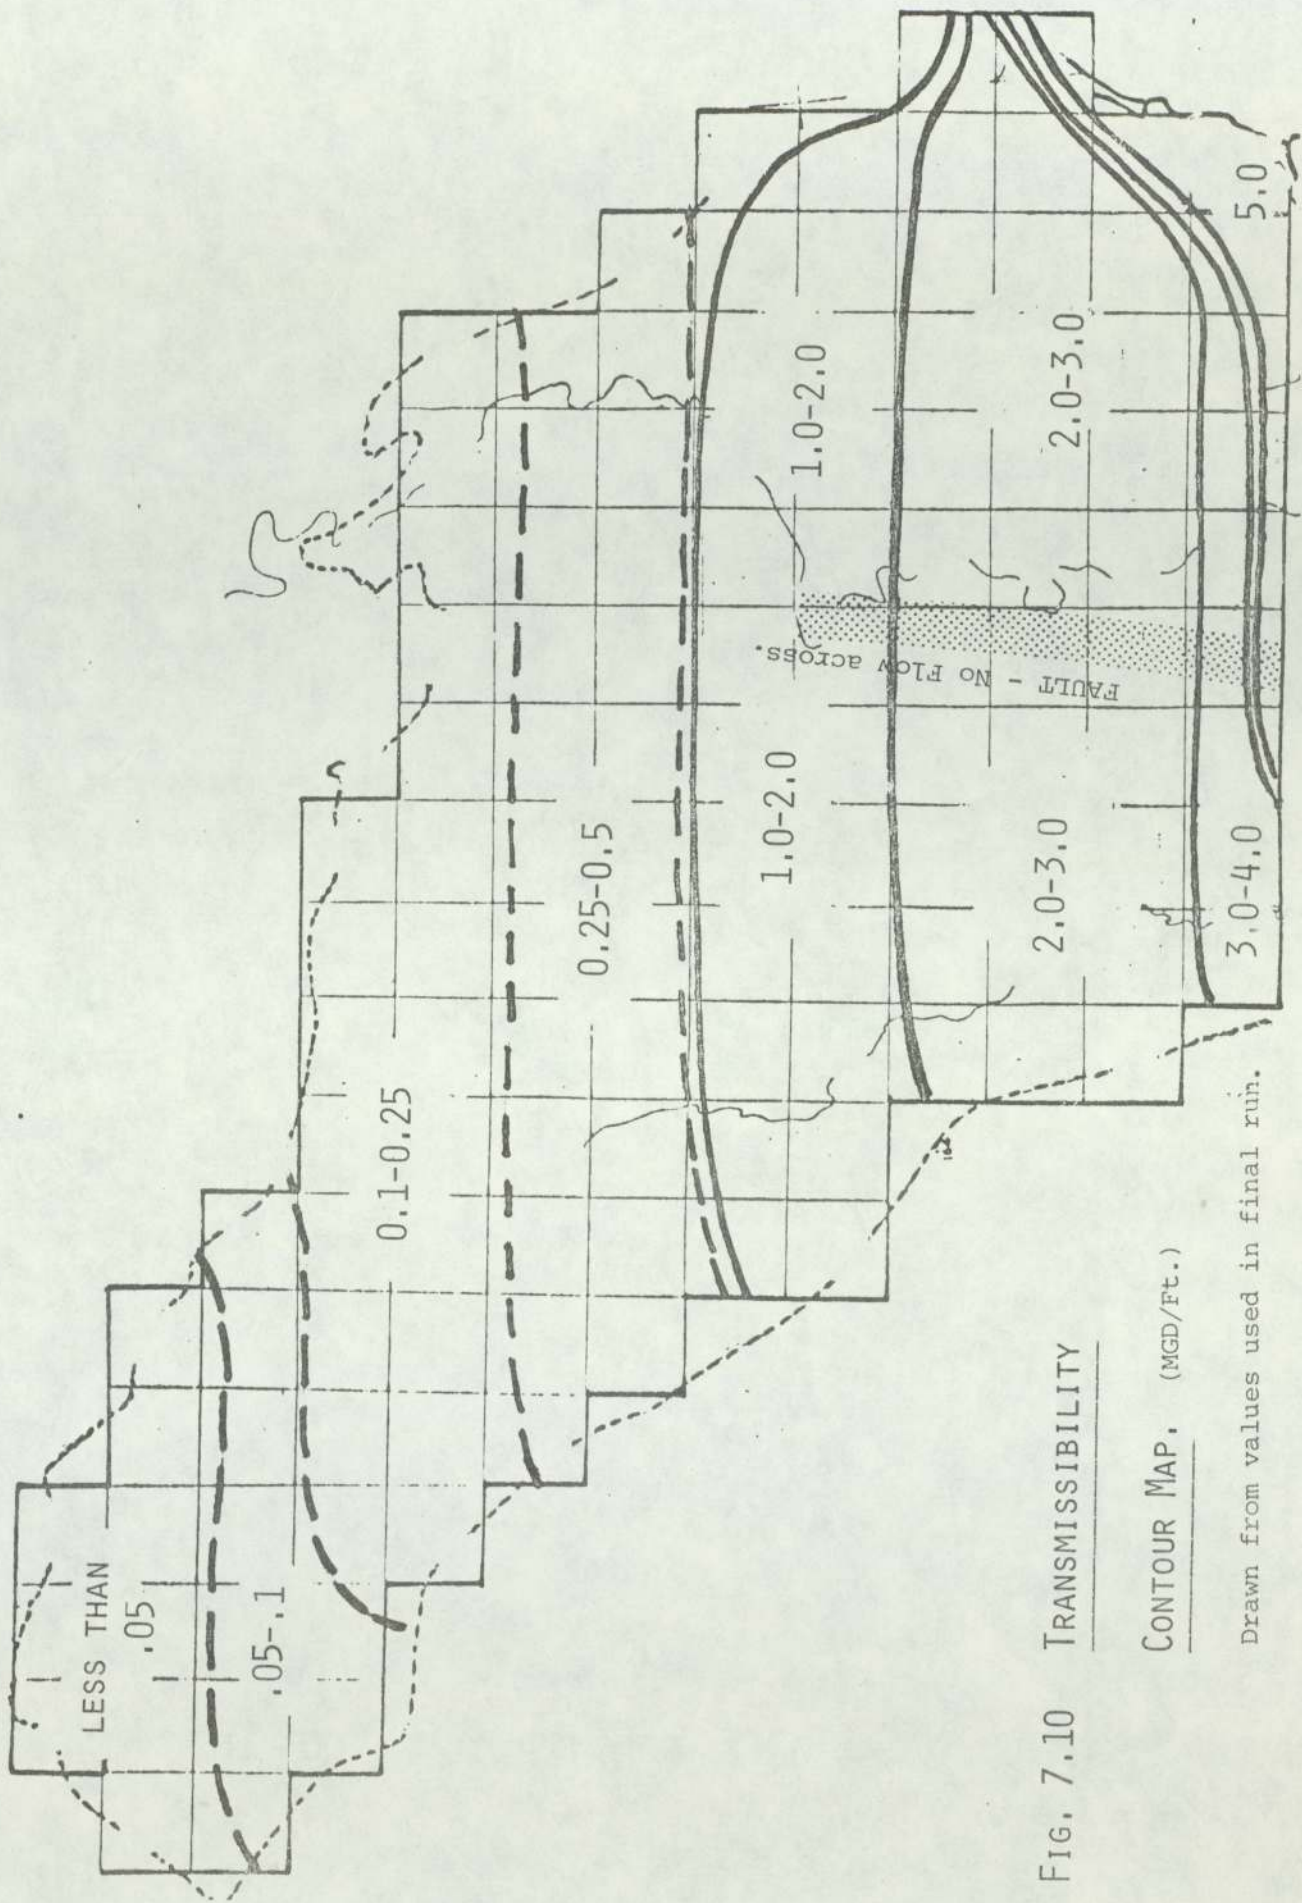 LESS THAN
.05
.05-.1
0.1-0.25
0.25-0.5
1.0-2.0
1.0-2.0
2.0-3.0
2.0-3.0
3.0-4.0
5.0
FAULT - No Flow across.
FIG. 7.10 TRANSMISSIBILITY
CONTOUR MAP. (MGD/Ft.)
Drawn from values used in final run.